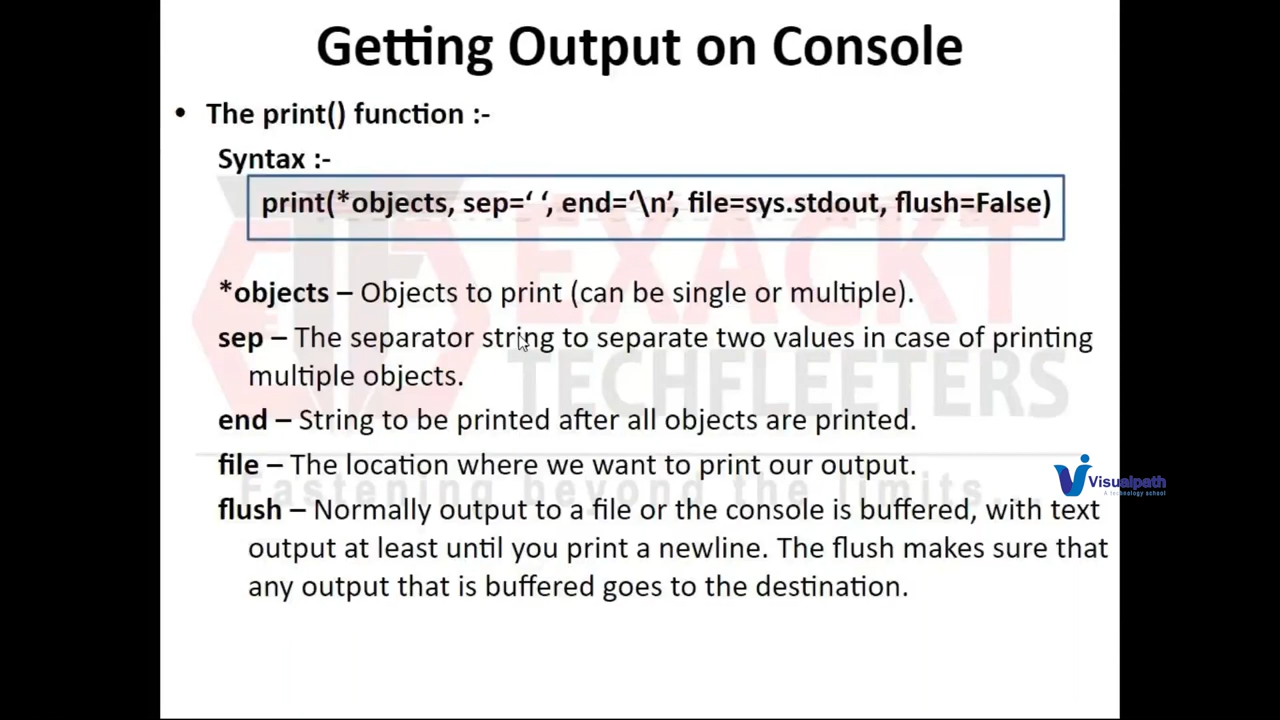 Getting Output on Console
• The print() function :-
Syntax :-
print(*objects, sep=‘ ‘, end=‘\n’, file=sys.stdout, flush=False)
*objects – Objects to print (can be single or multiple).
sep – The separator string to separate two values in case of printing
multiple objects.
end – String to be printed after all objects are printed.
file – The location where we want to print our output.
flush – Normally output to a file or the console is buffered, with text
output at least until you print a newline. The flush makes sure that
any output that is buffered goes to the destination.
EXACKT
TECHFLEETERS
Fastening beyond the limits...
Visualpath
A technology school